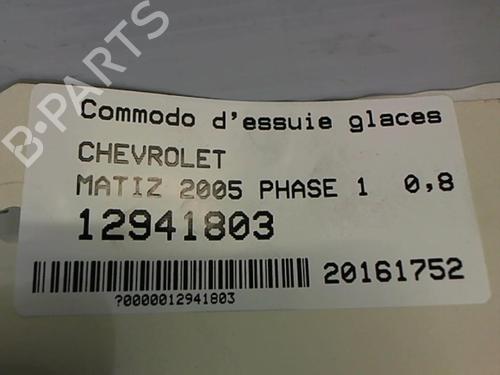 B-PARTS
Commodo d'essuie glaces
CHEVROLET
MATIZ 2005 PHASE 1 0,8
12941803
20161752
?0000012941803